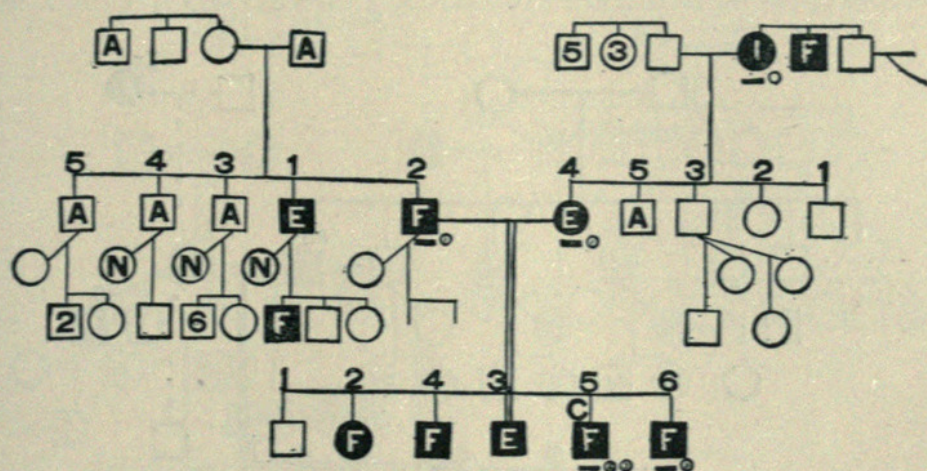 A A 5 3 I F
5 4 3 1 2 4 5 3 2 1
A A A E F E A
N N N
2 6 F
1 2 4 3 5 6
C
F F E F F